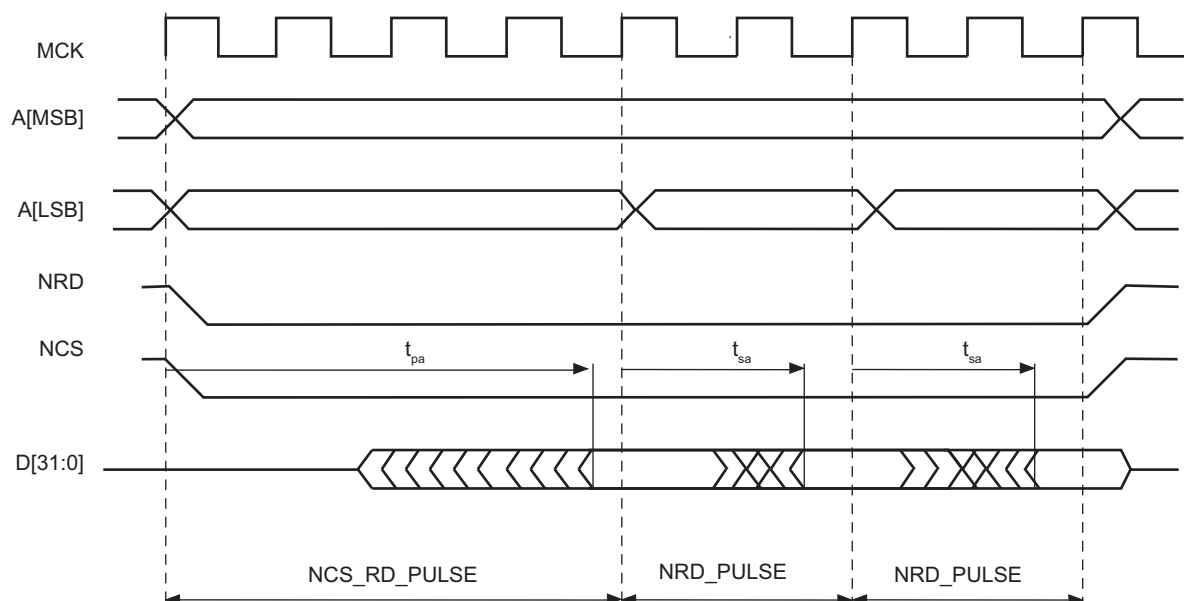 MCK
A[MSB]
A[LSB]
NRD
NCS
tpa tsa tsa
D[31:0]
NCS_RD_PULSE NRD_PULSE NRD_PULSE